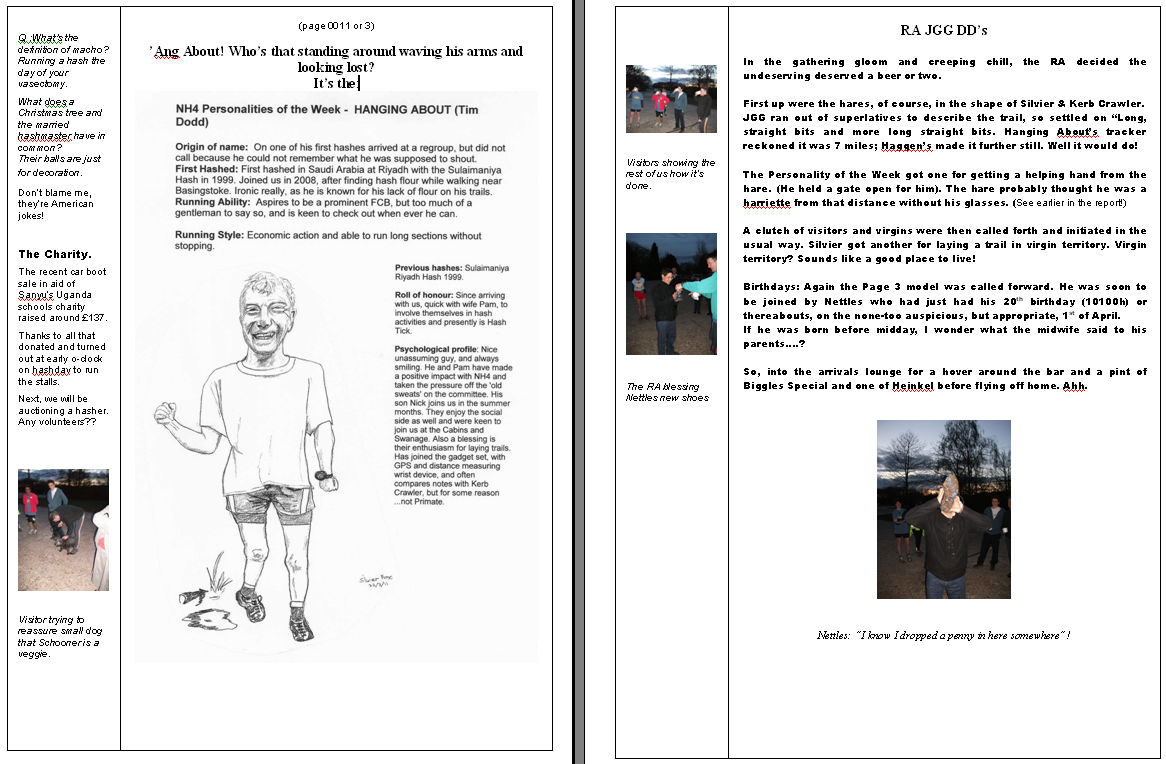 Q :What's the
definition of macho?
Running a hash the
day of your
vasectomy.
What does a
Christmas tree and
the married
hashmaster have in
common?
Their balls are just
for decoration.
Don't blame me,
they're American
jokes!
The Charity.
The recent car boot
sale in aid of
Sanyu's Uganda
schools charity
raised around £137.
Thanks to all that
donated and turned
out at early o-clock
on hashday to run
the stalls.
Next, we will be
auctioning a hasher.
Any volunteers??
Visitor trying to
reassure small dog
that Schooner is a
veggie.
(page 0011 or 3)
'Ang About! Who's that standing around waving his arms and
looking lost?
It's the
NH4 Personalities of the Week - HANGING ABOUT (Tim
Dodd)
Origin of name: On one of his first hashes arrived at a regroup, but did not
call because he could not remember what he was supposed to shout.
First Hashed: First hashed in Saudi Arabia at Riyadh with the Sulaimaniya
Hash in 1999. Joined us in 2008, after finding hash flour while walking near
Basingstoke. Ironic really, as he is known for his lack of flour on his trails.
Running Ability: Aspires to be a prominent FCB, but too much of a
gentleman to say so, and is keen to check out when ever he can.
Running Style: Economic action and able to run long sections without
stopping.
Previous hashes: Sulaimaniya
Riyadh Hash 1999.
Roll of honour: Since arriving
with us, quick with wife Pam, to
involve themselves in hash
activities and presently is Hash
Tick.
Psychological profile: Nice
unassuming guy, and always
smiling. He and Pam have made
a positive impact with NH4 and
taken the pressure off the 'old
sweats' on the committee. His
son Nick joins us in the summer
months. They enjoy the social
side as well and were keen to
join us at the Cabins and
Swanage. Also a blessing is
their enthusiasm for laying trails.
Has joined the gadget set, with
GPS and distance measuring
wrist device, and often
compares notes with Kerb
Crawler, but for some reason
...not Primate.
Visitors showing the
rest of us how it's
done.
The RA blessing
Nettles new shoes
RA JGG DD's
In the gathering gloom and creeping chill, the RA decided the
undeserving deserved a beer or two.
First up were the hares, of course, in the shape of Silvier & Kerb Crawler.
JGG ran out of superlatives to describe the trail, so settled on "Long,
straight bits and more long straight bits. Hanging About's tracker
reckoned it was 7 miles; Haggen's made it further still. Well it would do!
The Personality of the Week got one for getting a helping hand from the
hare. (He held a gate open for him). The hare probably thought he was a
harriette from that distance without his glasses. (See earlier in the report!)
A clutch of visitors and virgins were then called forth and initiated in the
usual way. Silvier got another for laying a trail in virgin territory. Virgin
territory? Sounds like a good place to live!
Birthdays: Again the Page 3 model was called forward. He was soon to
be joined by Nettles who had just had his 20th birthday (10100h) or
thereabouts, on the none-too auspicious, but appropriate, 1st of April.
If he was born before midday, I wonder what the midwife said to his
parents....?
So, into the arrivals lounge for a hover around the bar and a pint of
Biggles Special and one of Heinkel before flying off home. Ahh.
Nettles: "I know I dropped a penny in here somewhere" !